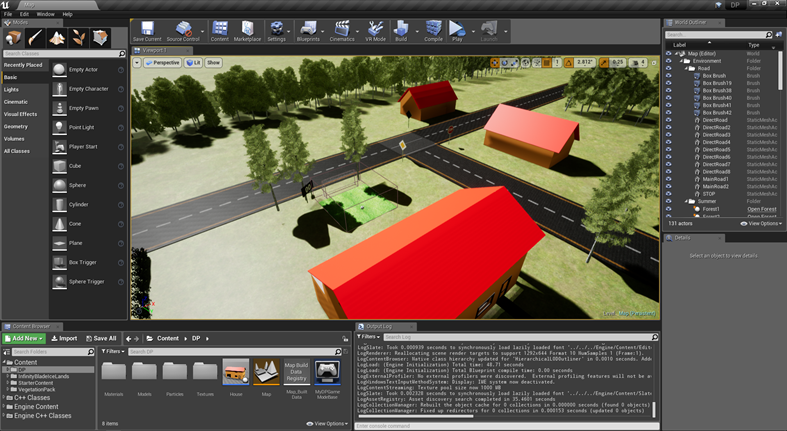 Map
DP
File Edit Window Help
Modes
Search Classes
Recently Placed
Basic
Lights
Cinematic
Visual Effects
Geometry
Volumes
All Classes
Empty Actor
Empty Character
Empty Pawn
Point Light
Player Start
Cube
Sphere
Cylinder
Cone
Plane
Box Trigger
Sphere Trigger
Save Current
Source Control
Content
Marketplace
Settings
Blueprints
Cinematics
VR Mode
Build
Compile
Play
Launch
Viewport 1
Perspective Lit Show
World Outliner
Search
Label Type
Map (Editor) World
Environment Folder
Road Folder
Box Brush Brush
Box Brush19 Brush
Box Brush38 Brush
Box Brush40 Brush
Box Brush41 Brush
Box Brush42 Brush
DirectRoad StaticMeshAc
DirectRoad2 StaticMeshAc
DirectRoad3 StaticMeshAc
DirectRoad4 StaticMeshAc
DirectRoad6 StaticMeshAc
DirectRoad7 StaticMeshAc
DirectRoad8 StaticMeshAc
MainRoad1 StaticMeshAc
MainRoad2 StaticMeshAc
STOP StaticMeshAc
Summer Folder
Forest1 Open Forest
131 actors View Options
Details
Select an object to view details.
Content Browser
Add New Import Save All Content DP
Search Folders
Content
DP
InfinityBladeIceLands
StarterContent
VegetationPack
C++ Classes
Engine Content
Engine C++ Classes
Filters Search DP
Materials
Models
Particles
Textures
House
Map
Map Build Data Registry
Map_Build Data
MyDPGame ModeBase
8 items View Options
Output Log
Filters Search Log
Enter console command